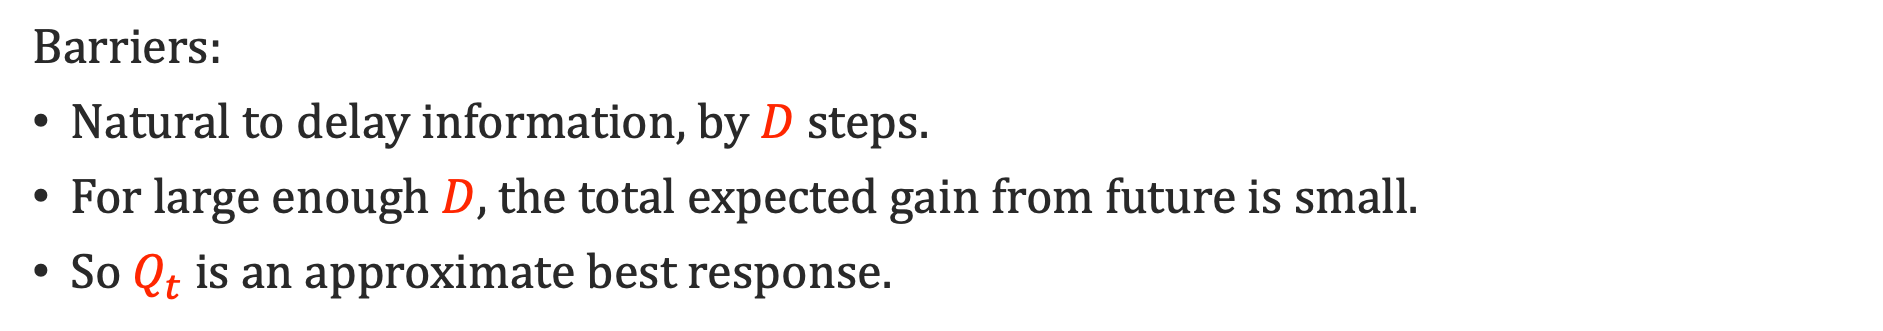 Barriers:
• Natural to delay information, by D steps.
• For large enough D, the total expected gain from future is small.
• So Qₜ is an approximate best response.